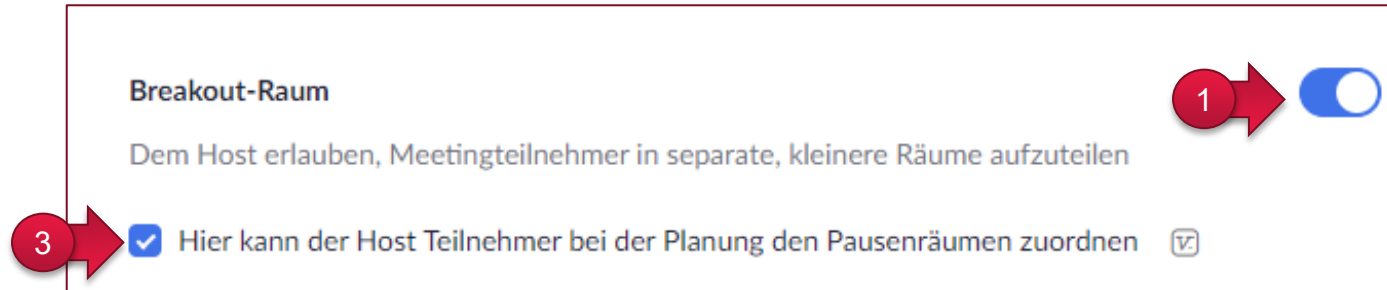 Breakout-Raum
1
Dem Host erlauben, Meetingteilnehmer in separate, kleinere Räume aufzuteilen
3
Hier kann der Host Teilnehmer bei der Planung den Pausenräumen zuordnen